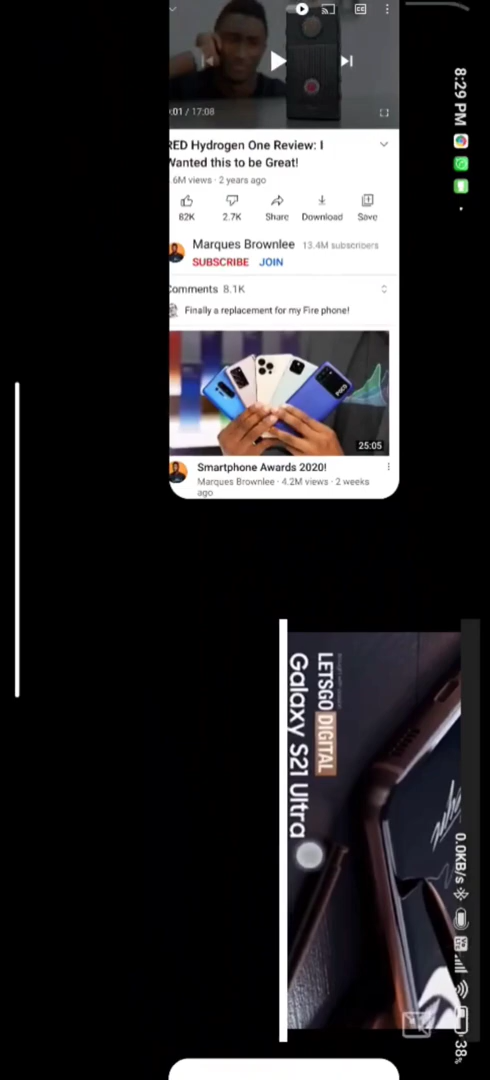 :01 / 17:08
RED Hydrogen One Review: I
Wanted this to be Great!
.6M views · 2 years ago
82K
2.7K
Share
Download
Save
Marques Brownlee 13.4M subscribers
SUBSCRIBE JOIN
Comments 8.1K
Finally a replacement for my Fire phone!
POCO
25:05
Smartphone Awards 2020!
Marques Brownlee · 4.2M views · 2 weeks
ago
8:29 PM
LETSGO DIGITAL
Galaxy S21 Ultra
0.0KB/s
38%